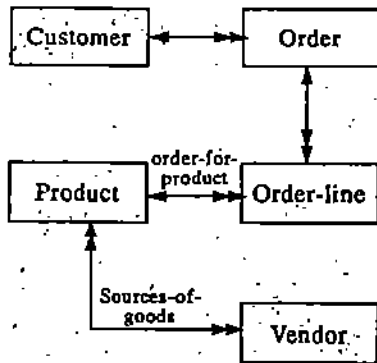 Customer
Order
order-for-
product
Product
Order-line
Sources-of-
goods
Vendor